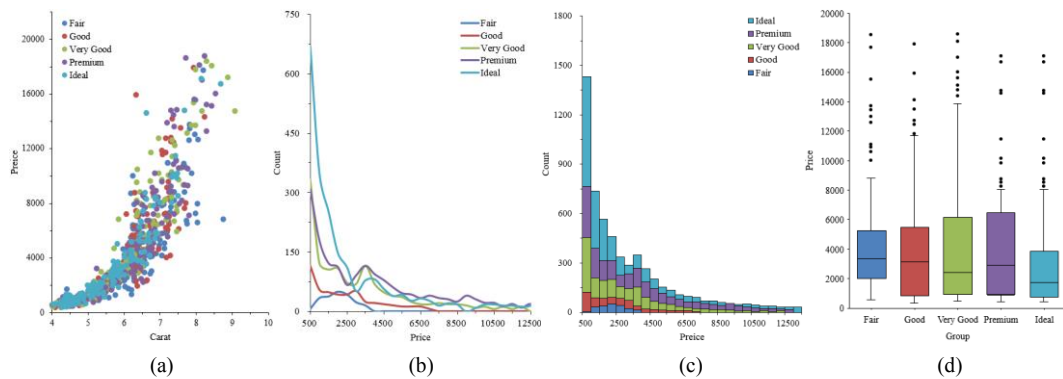 Preice
22000
20000
16000
12000
8000
4000
0
4
5
6
7
8
9
10
Carat
Fair
Good
Very Good
Premium
Ideal
(a)
Count
750
600
450
300
150
0
500
2500
4500
6500
8500
10500
12500
Price
Fair
Good
Very Good
Premium
Ideal
(b)
Count
1800
1500
1200
900
600
300
0
500
2500
4500
6500
8500
10500
12500
Preice
Ideal
Premium
Very Good
Good
Fair
(c)
Preice
20000
18000
16000
14000
12000
10000
8000
6000
4000
2000
0
Fair
Good
Very Good
Premium
Ideal
Group
(d)